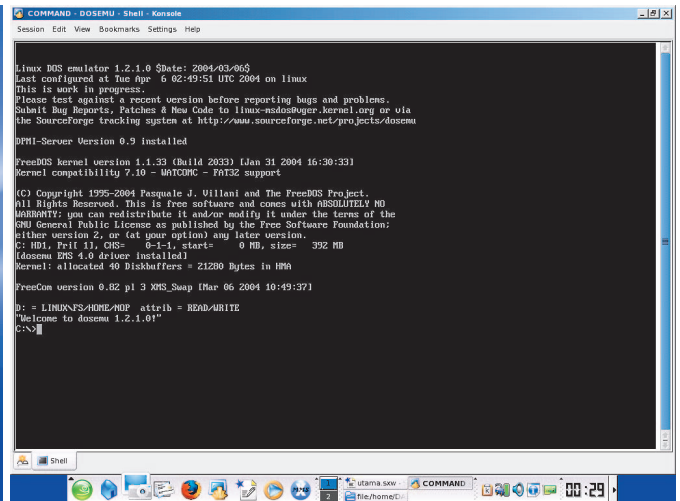 COMMAND - DOSEMU - Shell - Konsole
Session Edit View Bookmarks Settings Help
Linux DOS emulator 1.2.1.0 $Date: 2004/03/06$
Last configured at Tue Apr  6 02:49:51 UTC 2004 on linux
This is work in progress.
Please test against a recent version before reporting bugs and problems.
Submit Bug Reports, Patches & New Code to linux-msdos@vger.kernel.org or via
the SourceForge tracking system at http://www.sourceforge.net/projects/dosemu
DPMI-Server Version 0.9 installed
FreeDOS kernel version 1.1.33 (Build 2033) [Jan 31 2004 16:30:33]
Kernel compatibility 7.10 - WATCOMC - FAT32 support
(C) Copyright 1995-2004 Pasquale J. Villani and The FreeDOS Project.
All Rights Reserved. This is free software and comes with ABSOLUTELY NO
WARRANTY; you can redistribute it and/or modify it under the terms of the
GNU General Public License as published by the Free Software Foundation;
either version 2, or (at your option) any later version.
C: HD1, Pri[ 1], CHS=    0-1-1, start=     0 MB, size=   392 MB
[dosemu EMS 4.0 driver installed]
Kernel: allocated 40 Diskbuffers = 21280 Bytes in HMA
FreeCom version 0.82 pl 3 XMS_Swap [Mar 06 2004 10:49:37]
D: = LINUX\FS/HOME/NOP  attrib = READ/WRITE
"Welcome to dosemu 1.2.1.0!"
C:\>
Shell
1
utama.sxw
COMMAND
2
file:/home/D
00:29